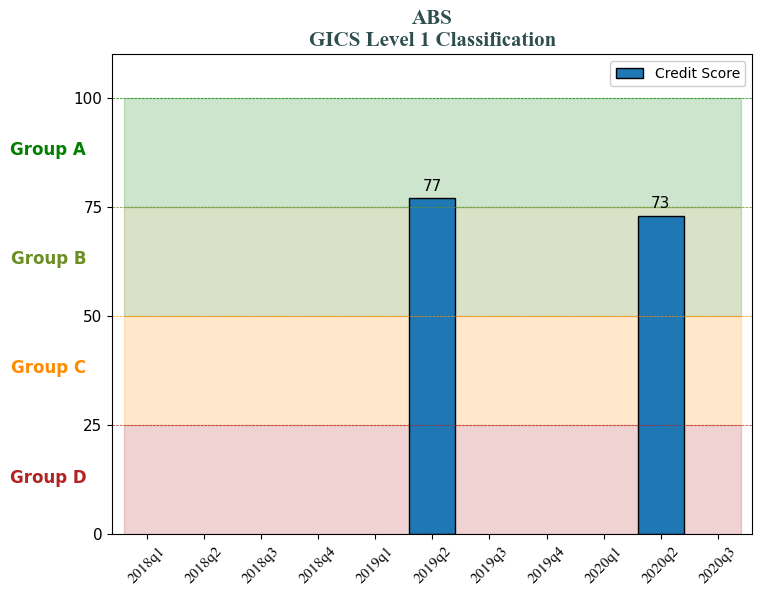 ABS
GICS Level 1 Classification
Credit Score
100
Group A
77
75
73
Group B
50
Group C
25
Group D
0
2018q1
2018q2
2018q3
2018q4
2019q1
2019q2
2019q3
2019q4
2020q1
2020q2
2020q3